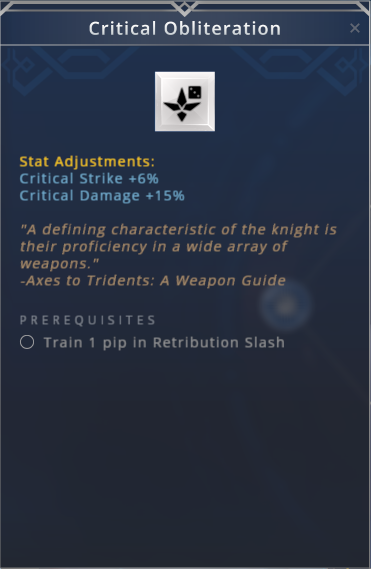 Critical Obliteration
Stat Adjustments:
Critical Strike +6%
Critical Damage +15%
"A defining characteristic of the knight is
their proficiency in a wide array of
weapons."
-Axes to Tridents: A Weapon Guide
PREREQUISITES
Train 1 pip in Retribution Slash